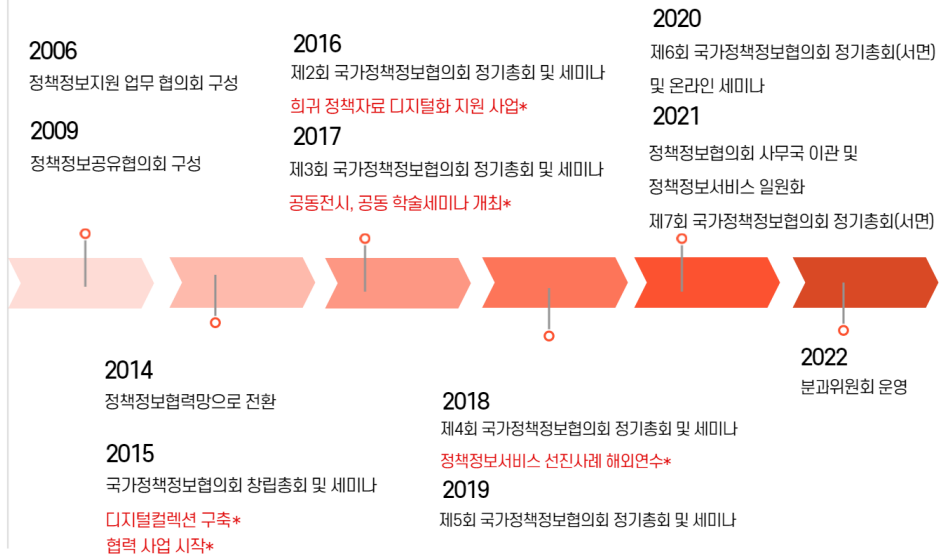 2006
정책정보지원 업무 협의회 구성
2009
정책정보공유협의회 구성
2014
정책정보협력망으로 전환
2015
국가정책정보협의회 창립총회 및 세미나
디지털컬렉션 구축*
협력 사업 시작*
2016
제2회 국가정책정보협의회 정기총회 및 세미나
희귀 정책자료 디지털화 지원 사업*
2017
제3회 국가정책정보협의회 정기총회 및 세미나
공동전시, 공동 학술세미나 개최*
2018
제4회 국가정책정보협의회 정기총회 및 세미나
정책정보서비스 선진사례 해외연수*
2019
제5회 국가정책정보협의회 정기총회 및 세미나
2020
제6회 국가정책정보협의회 정기총회(서면)
및 온라인 세미나
2021
정책정보협의회 사무국 이관 및
정책정보서비스 일원화
제7회 국가정책정보협의회 정기총회(서면)
2022
분과위원회 운영